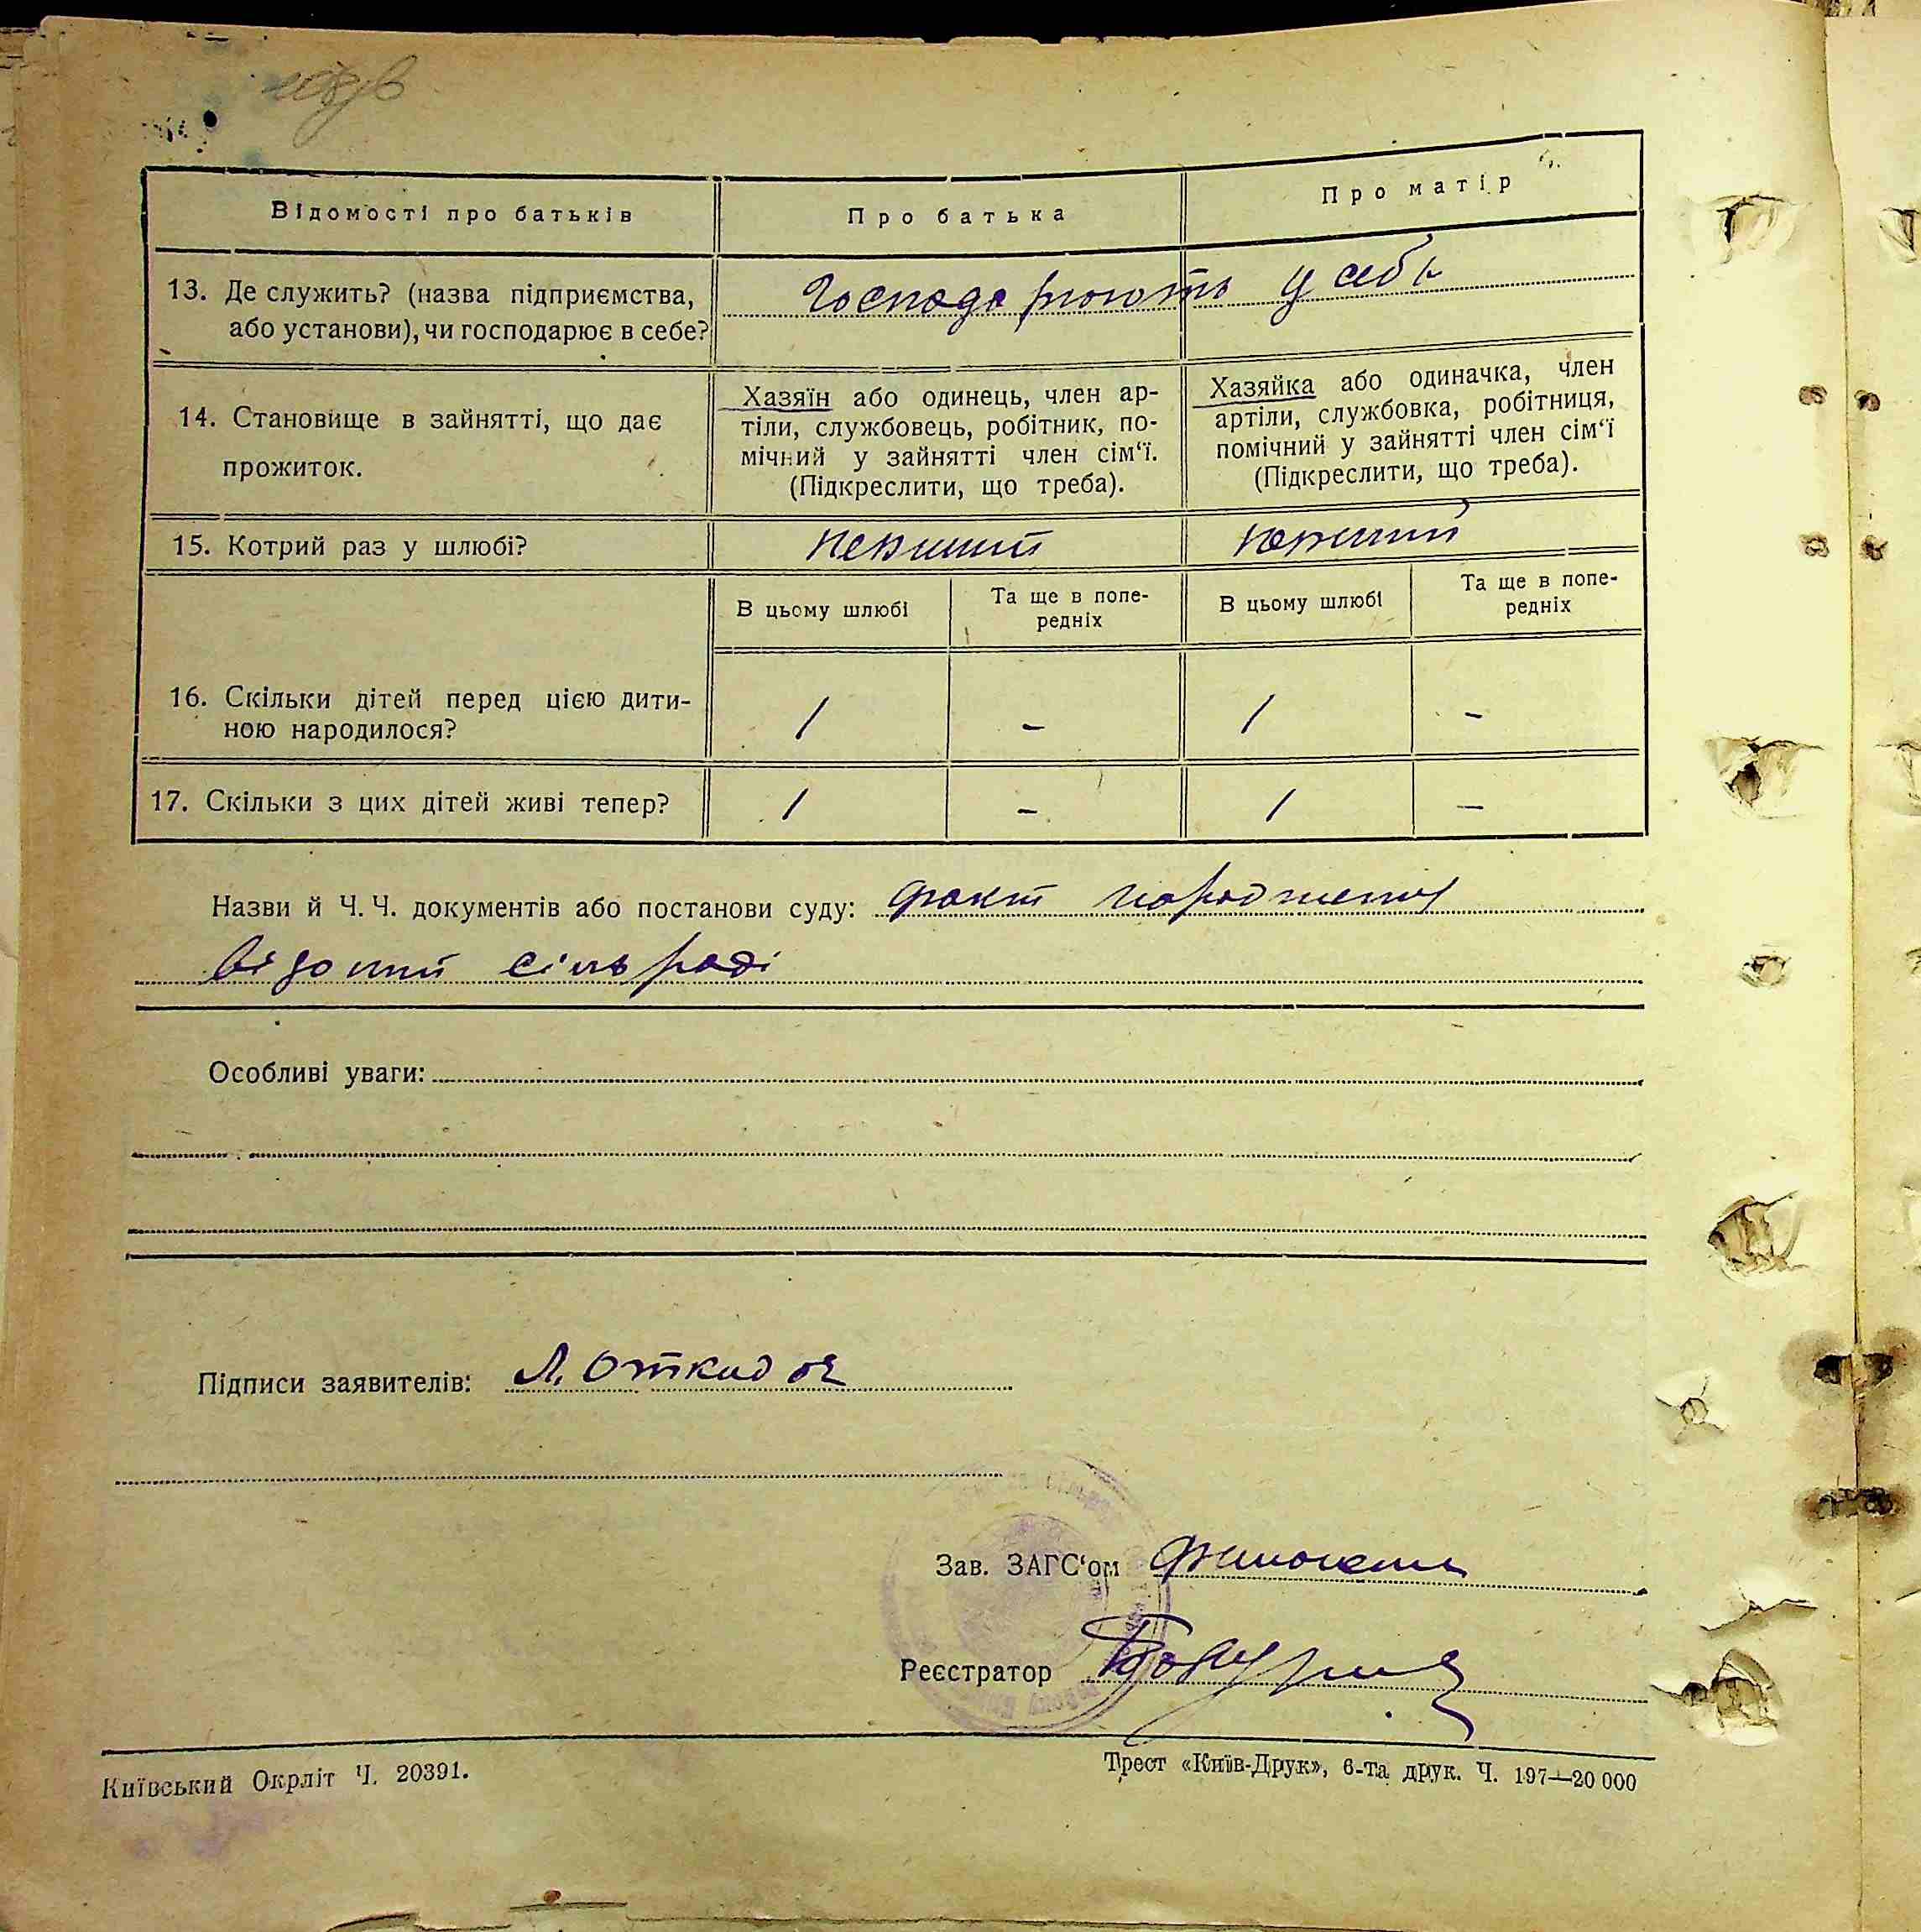 Відомості про батьків
Про батька
Про матір
13. Де служить? (назва підприємства,
або установи), чи господарює в себе?
Господарюють у себе
14. Становище в зайнятті, що дає
прожиток.
Хазяїн або одинець, член ар-
тіли, службовець, робітник, по-
мічний у зайнятті член сім‘ї.
(Підкреслити, що треба).
Хазяйка або одиначка, член
артіли, службовка, робітниця,
помічний у зайнятті член сім‘ї
(Підкреслити, що треба).
15. Котрий раз у шлюбі?
перший
перший
В цьому шлюбі
Та ще в попе-
редніх
В цьому шлюбі
Та ще в попе-
редніх
16. Скільки дітей перед цією дити-
ною народилося?
1 - 1 -
17. Скільки з цих дітей живі тепер?
1 - 1 -
Назви й Ч. Ч. документів або постанови суду: факт народження
відомий сільраді
Особливі уваги:
Підписи заявителів: Л. Откидач
Зав. ЗАГС‘ом
Реєстратор
Київський Окрліт Ч. 20391.
Трест «Київ-Друк», 6-та друк. Ч. 197—20 000